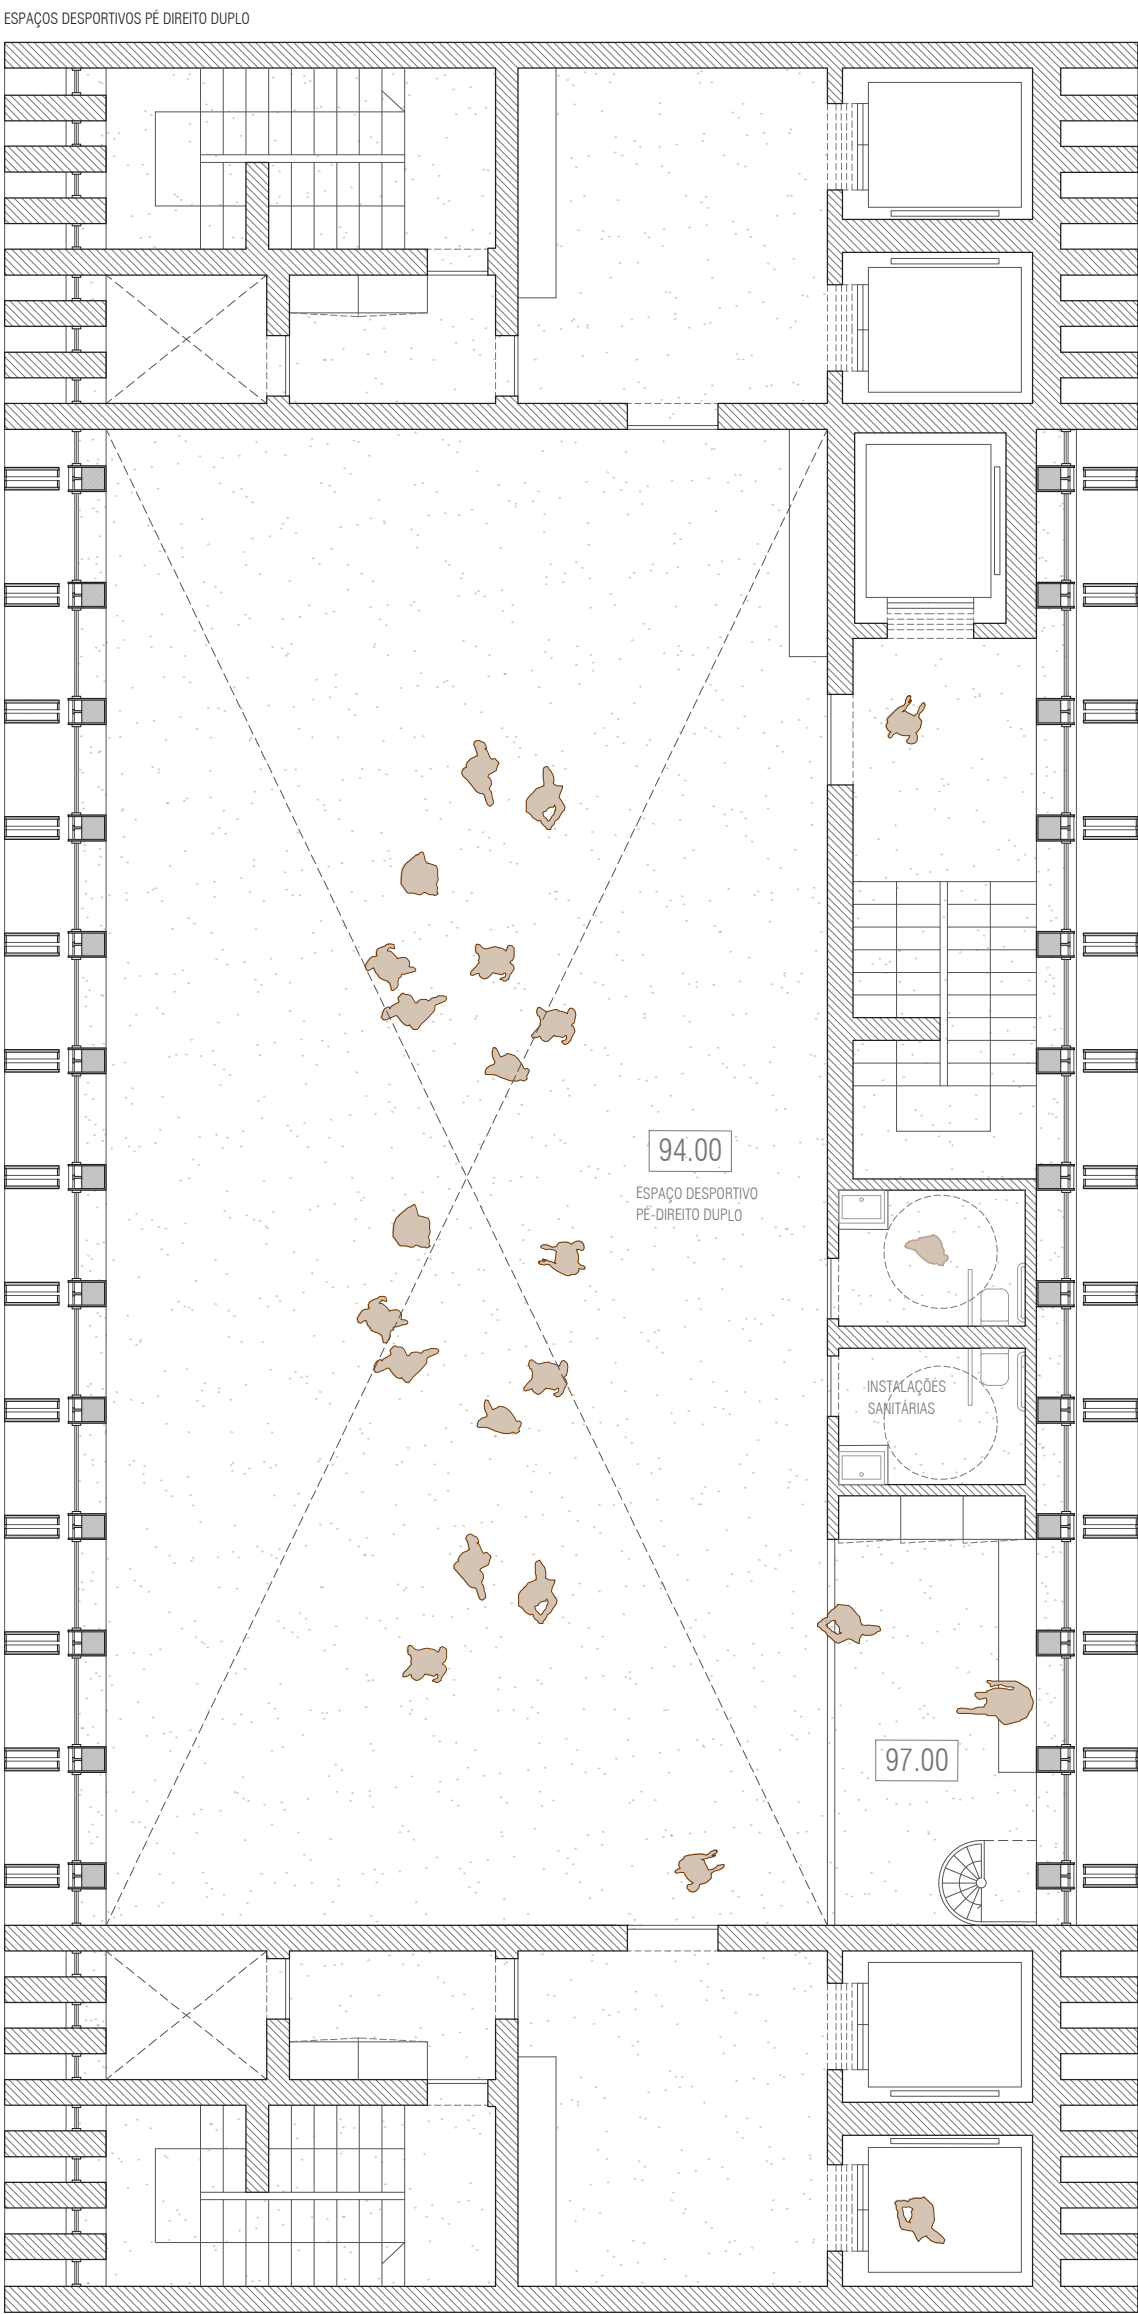 ESPAÇOS DESPORTIVOS PÉ DIREITO DUPLO
94.00
ESPAÇO DESPORTIVO
PÉ-DIREITO DUPLO
INSTALAÇÕES
SANITÁRIAS
97.00